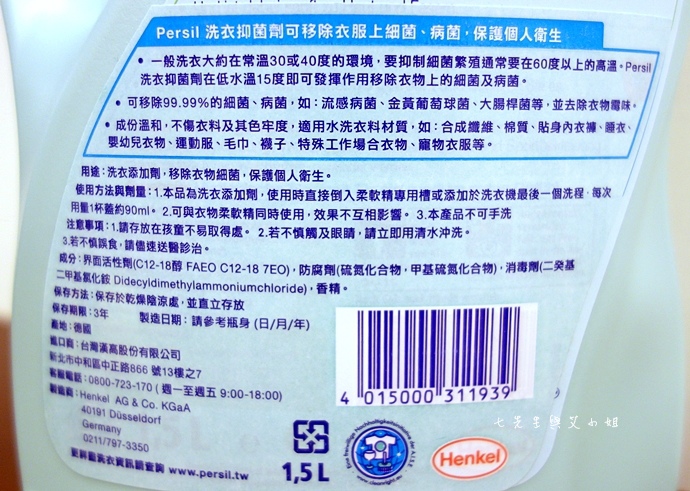 Persil 洗衣抑菌劑可移除衣服上細菌、病菌，保護個人衛生
• 一般洗衣大約在常溫30或40度的環境，要抑制細菌繁殖通常要在60度以上的高溫。Persil
洗衣抑菌劑在低水溫15度即可發揮作用移除衣物上的細菌及病菌。
• 可移除99.99%的細菌、病菌，如：流感病菌、金黃葡萄球菌、大腸桿菌等，並去除衣物霉味。
• 成份溫和，不傷衣料及其色牢度，適用水洗衣料材質，如：合成纖維、棉質、貼身內衣褲、睡衣、
嬰幼兒衣物、運動服、毛巾、襪子、特殊工作場合衣物、寵物衣服等。
用途：洗衣添加劑，移除衣物細菌，保護個人衛生。
使用方法與劑量：1.本品為洗衣添加劑，使用時直接倒入柔軟精專用槽或添加於洗衣機最後一個洗程，每次
用量1杯蓋約90ml。2.可與衣物柔軟精同時使用，效果不互相影響。3.本產品不可手洗
注意事項：1.請存放在孩童不易取得處。2.若不慎觸及眼睛，請立即用清水沖洗。
3.若不慎誤食，請儘速送醫診治。
成分：界面活性劑(C12-18醇 FAEO C12-18 7EO)，防腐劑(硫氮化合物，甲基硫氮化合物)，消毒劑(二癸基
二甲基氯化銨 Didecyldimethylammoniumchloride)，香精。
保存方法：保存於乾燥陰涼處，並直立存放
保存期限：3年 製造日期：請參考瓶身 (日/月/年)
產地：德國
進口商：台灣漢高股份有限公司
新北市中和區中正路866 號13樓之7
客服電話：0800-723-170 ( 週一至週五 9:00-18:00)
製造商：Henkel AG & Co. KGaA
40191 Düsseldorf
Germany
0211/797-3350
更詳盡洗衣資訊請查詢 www.persil.tw
1,5 L
4 015000 311939
Henkel
www.cleanright.eu
七先生與艾小姐